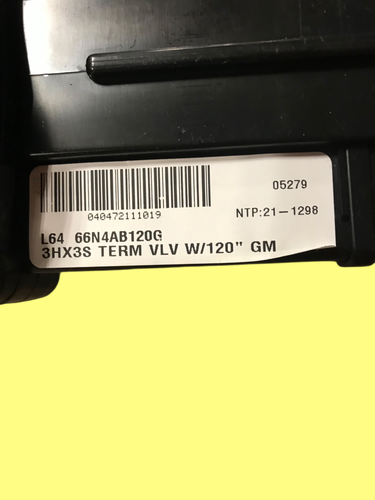 05279
040472111019
NTP:21-1298
L64 66N4AB120G
3HX3S TERM VLV W/120" GM